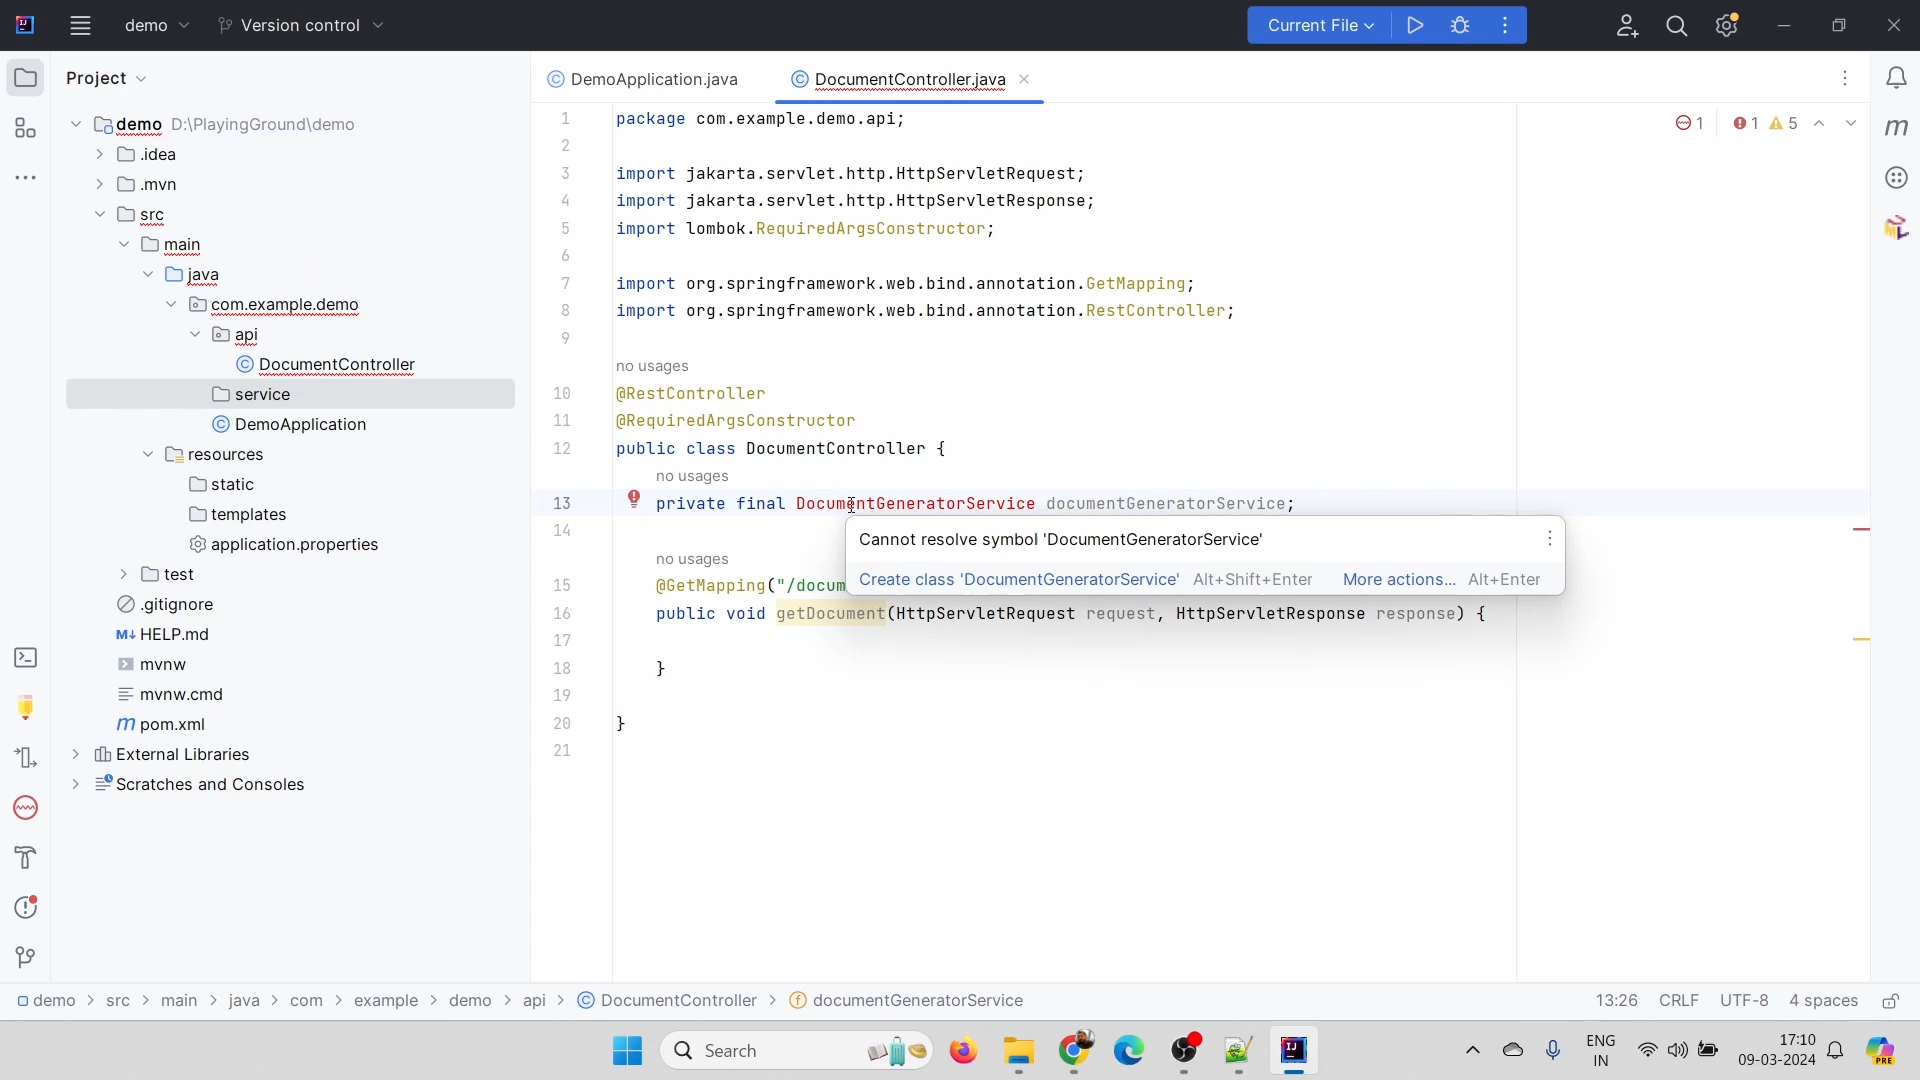 demo Version control Current File
Project
demo D:\PlayingGround\demo
.idea
.mvn
src
main
java
com.example.demo
api
DocumentController
service
DemoApplication
resources
static
templates
application.properties
test
.gitignore
M↓ HELP.md
mvnw
mvnw.cmd
m pom.xml
External Libraries
Scratches and Consoles
DemoApplication.java DocumentController.java
1 1 5
1 package com.example.demo.api;
2
3 import jakarta.servlet.http.HttpServletRequest;
4 import jakarta.servlet.http.HttpServletResponse;
5 import lombok.RequiredArgsConstructor;
6
7 import org.springframework.web.bind.annotation.GetMapping;
8 import org.springframework.web.bind.annotation.RestController;
9
no usages
10 @RestController
11 @RequiredArgsConstructor
12 public class DocumentController {
no usages
13 private final DocumentGeneratorService documentGeneratorService;
14
Cannot resolve symbol 'DocumentGeneratorService'
Create class 'DocumentGeneratorService' Alt+Shift+Enter More actions... Alt+Enter
no usages
15 @GetMapping("/docum
16 public void getDocument(HttpServletRequest request, HttpServletResponse response) {
17
18 }
19
20 }
21
demo > src > main > java > com > example > demo > api > DocumentController > documentGeneratorService
13:26 CRLF UTF-8 4 spaces
Search
ENG
IN
17:10
09-03-2024
PRE